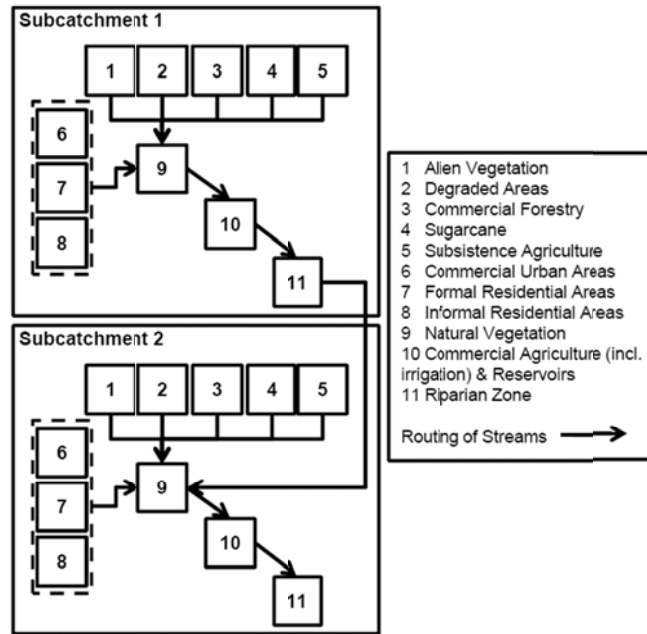 Subcatchment 1
1 2 3 4 5
6
7
8
9
10
11
Subcatchment 2
1 2 3 4 5
6
7
8
9
10
11
1 Alien Vegetation
2 Degraded Areas
3 Commercial Forestry
4 Sugarcane
5 Subsistence Agriculture
6 Commercial Urban Areas
7 Formal Residential Areas
8 Informal Residential Areas
9 Natural Vegetation
10 Commercial Agriculture (incl.
irrigation) & Reservoirs
11 Riparian Zone
Routing of Streams